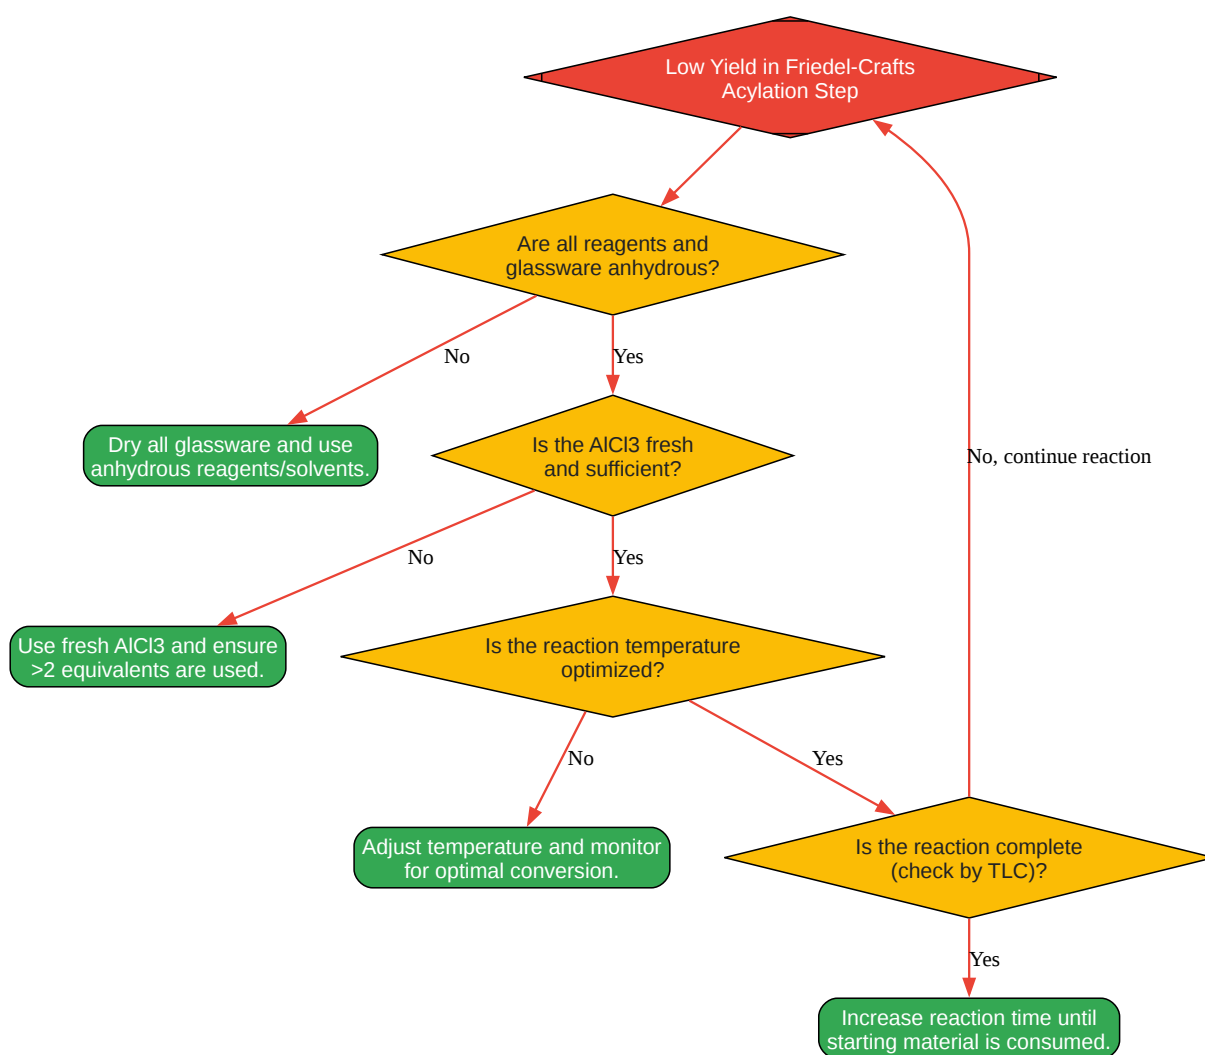 Low Yield in Friedel-Crafts
Acylation Step
Are all reagents and
glassware anhydrous?
No
Yes
Dry all glassware and use
anhydrous reagents/solvents.
Is the AlCl3 fresh
and sufficient?
No, continue reaction
No
Yes
Use fresh AlCl3 and ensure
>2 equivalents are used.
Is the reaction temperature
optimized?
No
Yes
Adjust temperature and monitor
for optimal conversion.
Is the reaction complete
(check by TLC)?
Yes
Increase reaction time until
starting material is consumed.